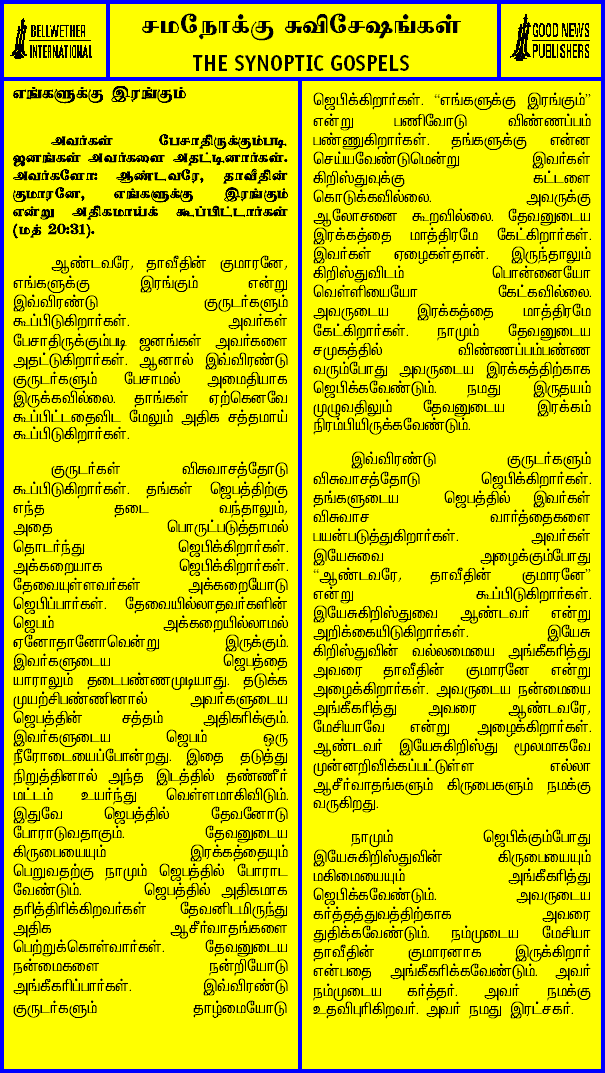 BELLWETHER
INTERNATIONAL
சமநோக்கு சுவிசேஷங்கள்
THE SYNOPTIC GOSPELS
GOOD NEWS
PUBLISHERS
எங்களுக்கு இரங்கும்
அவர்கள் பேசாதிருக்கும்படி
ஜனங்கள் அவர்களை அதட்டினார்கள்.
அவர்களோ: ஆண்டவரே, தாவீதின்
குமாரனே, எங்களுக்கு இரங்கும்
என்று அதிகமாய்க் கூப்பிட்டார்கள்
(மத் 20:31).
ஆண்டவரே, தாவீதின் குமாரனே,
எங்களுக்கு இரங்கும் என்று
இவ்விரண்டு குருடர்களும்
கூப்பிடுகிறார்கள். அவர்கள்
பேசாதிருக்கும்படி ஜனங்கள் அவர்களை
அதட்டுகிறார்கள். ஆனால் இவ்விரண்டு
குருடர்களும் பேசாமல் அமைதியாக
இருக்கவில்லை. தாங்கள் ஏற்கெனவே
கூப்பிட்டதைவிட மேலும் அதிக சத்தமாய்
கூப்பிடுகிறார்கள்.
குருடர்கள் விசுவாசத்தோடு
கூப்பிடுகிறார்கள். தங்கள் ஜெபத்திற்கு
எந்த தடை வந்தாலும்,
அதை பொருட்படுத்தாமல்
தொடர்ந்து ஜெபிக்கிறார்கள்.
அக்கறையாக ஜெபிக்கிறார்கள்.
தேவையுள்ளவர்கள் அக்கறையோடு
ஜெபிப்பார்கள். தேவையில்லாதவர்களின்
ஜெபம் அக்கறையில்லாமல்
ஏனோதானோவென்று இருக்கும்.
இவர்களுடைய ஜெபத்தை
யாராலும் தடைபண்ணமுடியாது. தடுக்க
முயற்சிபண்ணினால் அவர்களுடைய
ஜெபத்தின் சத்தம் அதிகரிக்கும்.
இவர்களுடைய ஜெபம் ஒரு
நீரோடையைப்போன்றது. இதை தடுத்து
நிறுத்தினால் அந்த இடத்தில் தண்ணீர்
மட்டம் உயர்ந்து வெள்ளமாகிவிடும்.
இதுவே ஜெபத்தில் தேவனோடு
போராடுவதாகும். தேவனுடைய
கிருபையையும் இரக்கத்தையும்
பெறுவதற்கு நாமும் ஜெபத்தில் போராட
வேண்டும். ஜெபத்தில் அதிகமாக
தரித்திரிக்கிறவர்கள் தேவனிடமிருந்து
அதிக ஆசீர்வாதங்களை
பெற்றுக்கொள்வார்கள். தேவனுடைய
நன்மைகளை நன்றியோடு
அங்கீகரிப்பார்கள். இவ்விரண்டு
குருடர்களும் தாழ்மையோடு
ஜெபிக்கிறார்கள். “எங்களுக்கு இரங்கும்”
என்று பணிவோடு விண்ணப்பம்
பண்ணுகிறார்கள். தங்களுக்கு என்ன
செய்யவேண்டுமென்று இவர்கள்
கிறிஸ்துவுக்கு கட்டளை
கொடுக்கவில்லை. அவருக்கு
ஆலோசனை கூறவில்லை. தேவனுடைய
இரக்கத்தை மாத்திரமே கேட்கிறார்கள்.
இவர்கள் ஏழைகள்தான். இருந்தாலும்
கிறிஸ்துவிடம் பொன்னையோ
வெள்ளியையோ கேட்கவில்லை.
அவருடைய இரக்கத்தை மாத்திரமே
கேட்கிறார்கள். நாமும் தேவனுடைய
சமுகத்தில் விண்ணப்பம்பண்ண
வரும்போது அவருடைய இரக்கத்திற்காக
ஜெபிக்கவேண்டும். நமது இருதயம்
முழுவதிலும் தேவனுடைய இரக்கம்
நிரம்பியிருக்கவேண்டும்.
இவ்விரண்டு குருடர்களும்
விசுவாசத்தோடு ஜெபிக்கிறார்கள்.
தங்களுடைய ஜெபத்தில் இவர்கள்
விசுவாச வார்த்தைகளை
பயன்படுத்துகிறார்கள். அவர்கள்
இயேசுவை அழைக்கும்போது
“ஆண்டவரே, தாவீதின் குமாரனே”
என்று கூப்பிடுகிறார்கள்.
இயேசுகிறிஸ்துவை ஆண்டவர் என்று
அறிக்கையிடுகிறார்கள். இயேசு
கிறிஸ்துவின் வல்லமையை அங்கீகரித்து
அவரை தாவீதின் குமாரனே என்று
அழைக்கிறார்கள். அவருடைய நன்மையை
அங்கீகரித்து அவரை ஆண்டவரே,
மேசியாவே என்று அழைக்கிறார்கள்.
ஆண்டவர் இயேசுகிறிஸ்து மூலமாகவே
முன்னறிவிக்கப்பட்டுள்ள எல்லா
ஆசீர்வாதங்களும் கிருபைகளும் நமக்கு
வருகிறது.
நாமும் ஜெபிக்கும்போது
இயேசுகிறிஸ்துவின் கிருபையையும்
மகிமையையும் அங்கீகரித்து
ஜெபிக்கவேண்டும். அவருடைய
கர்த்தத்துவத்திற்காக அவரை
துதிக்கவேண்டும். நம்முடைய மேசியா
தாவீதின் குமாரனாக இருக்கிறார்
என்பதை அங்கீகரிக்கவேண்டும். அவர்
நம்முடைய கர்த்தர். அவர் நமக்கு
உதவிபுரிகிறவர். அவர் நமது இரட்சகர்.